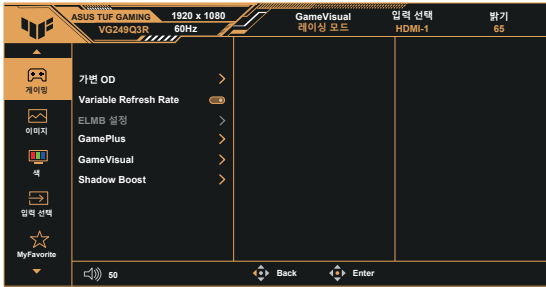 ASUS TUF GAMING 1920 x 1080
VG249Q3R 60Hz
GameVisual
레이싱 모드
입력 선택
HDMI-1
밝기
65
게이밍
이미지
색
입력 선택
MyFavorite
가변 OD
Variable Refresh Rate
ELMB 설정
GamePlus
GameVisual
Shadow Boost
50
Back
Enter